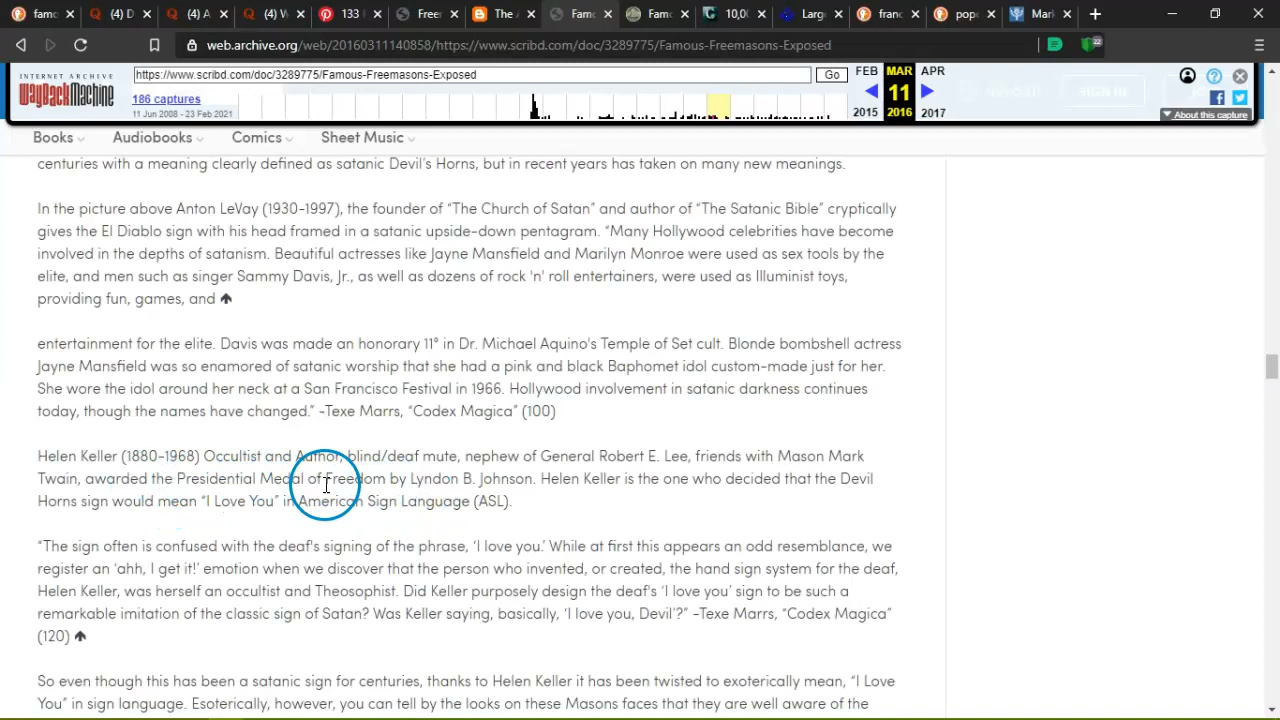 famo
(4) D
(4) A
(4) W
133
Free
The A
Famo
Famo
10,0
Large
franc
pope
Mark
web.archive.org/web/20160311140858/https://www.scribd.com/doc/3289775/Famous-Freemasons-Exposed
22
INTERNET ARCHIVE
WayBackMachine
https://www.scribd.com/doc/3289775/Famous-Freemasons-Exposed
Go
FEB MAR APR
11
2015 2016 2017
186 captures
11 Jun 2008 - 23 Feb 2021
About this capture
SIGN IN
Books
Audiobooks
Comics
Sheet Music
centuries with a meaning clearly defined as satanic Devil's Horns, but in recent years has taken on many new meanings.
In the picture above Anton LeVay (1930-1997), the founder of “The Church of Satan” and author of “The Satanic Bible” cryptically
gives the El Diablo sign with his head framed in a satanic upside-down pentagram. “Many Hollywood celebrities have become
involved in the depths of satanism. Beautiful actresses like Jayne Mansfield and Marilyn Monroe were used as sex tools by the
elite, and men such as singer Sammy Davis, Jr., as well as dozens of rock 'n' roll entertainers, were used as Illuminist toys,
providing fun, games, and
entertainment for the elite. Davis was made an honorary 11° in Dr. Michael Aquino's Temple of Set cult. Blonde bombshell actress
Jayne Mansfield was so enamored of satanic worship that she had a pink and black Baphomet idol custom-made just for her.
She wore the idol around her neck at a San Francisco Festival in 1966. Hollywood involvement in satanic darkness continues
today, though the names have changed.” -Texe Marrs, “Codex Magica” (100)
Helen Keller (1880-1968) Occultist and Author, blind/deaf mute, nephew of General Robert E. Lee, friends with Mason Mark
Twain, awarded the Presidential Medal of Freedom by Lyndon B. Johnson. Helen Keller is the one who decided that the Devil
Horns sign would mean “I Love You” in American Sign Language (ASL).
“The sign often is confused with the deaf's signing of the phrase, ‘I love you.’ While at first this appears an odd resemblance, we
register an ‘ahh, I get it!’ emotion when we discover that the person who invented, or created, the hand sign system for the deaf,
Helen Keller, was herself an occultist and Theosophist. Did Keller purposely design the deaf's ‘I love you’ sign to be such a
remarkable imitation of the classic sign of Satan? Was Keller saying, basically, ‘I love you, Devil’?” -Texe Marrs, “Codex Magica”
(120)
So even though this has been a satanic sign for centuries, thanks to Helen Keller it has been twisted to exoterically mean, “I Love
You” in sign language. Esoterically, however, you can tell by the looks on these Masons faces that they are well aware of the